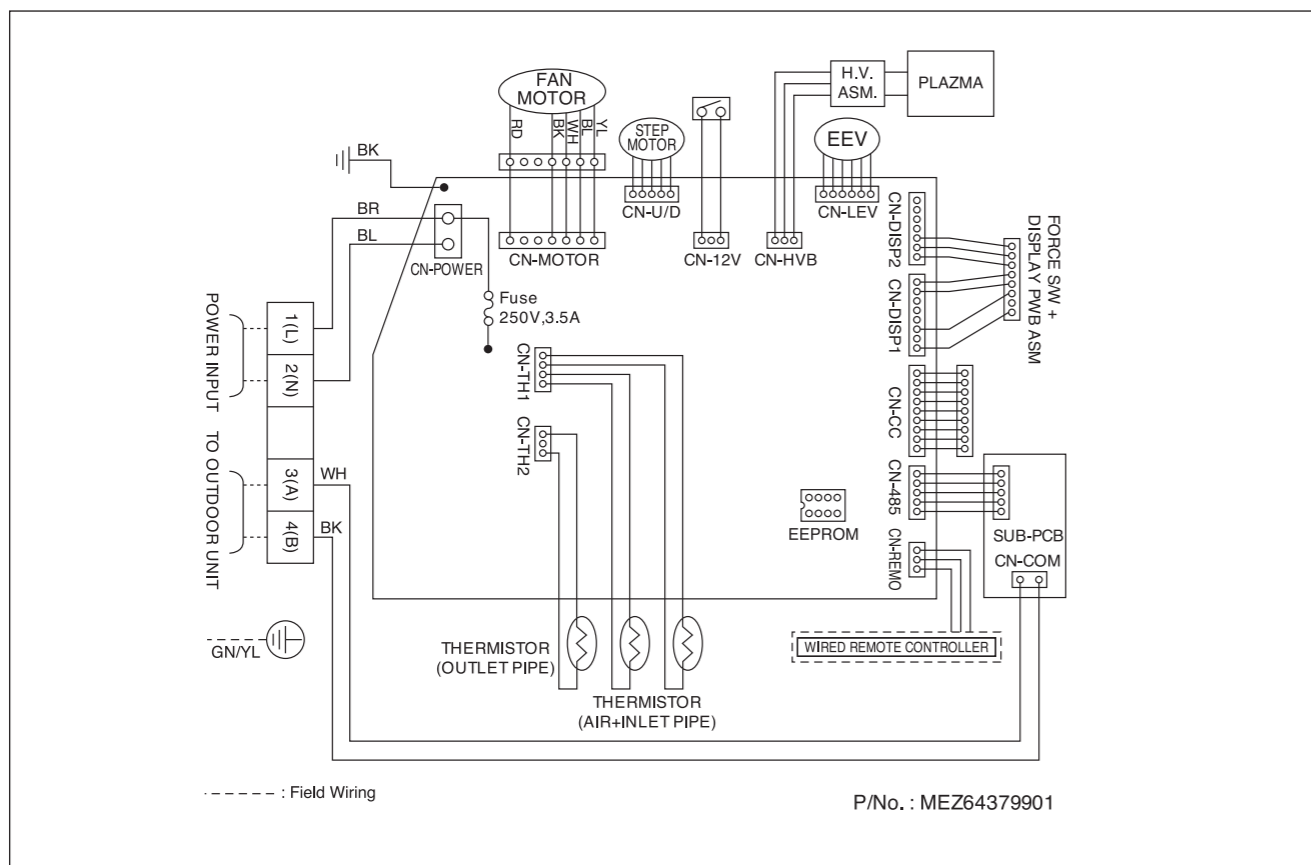 FAN
MOTOR
RD
BK
WH
BL
YL
STEP
MOTOR
H.V.
ASM.
PLAZMA
EEV
BK
BR
BL
CN-POWER
CN-MOTOR
CN-U/D
CN-12V
CN-HVB
CN-LEV
CN-DISP2
CN-DISP1
FORCE S/W +
DISPLAY PWB ASM
Fuse
250V,3.5A
POWER INPUT
1(L)
2(N)
TO OUTDOOR UNIT
3(A)
4(B)
WH
BK
CN-TH1
CN-TH2
CN-CC
CN-485
CN-REMO
EEPROM
SUB-PCB
CN-COM
GN/YL
THERMISTOR
(OUTLET PIPE)
THERMISTOR
(AIR+INLET PIPE)
WIRED REMOTE CONTROLLER
: Field Wiring
P/No. : MEZ64379901